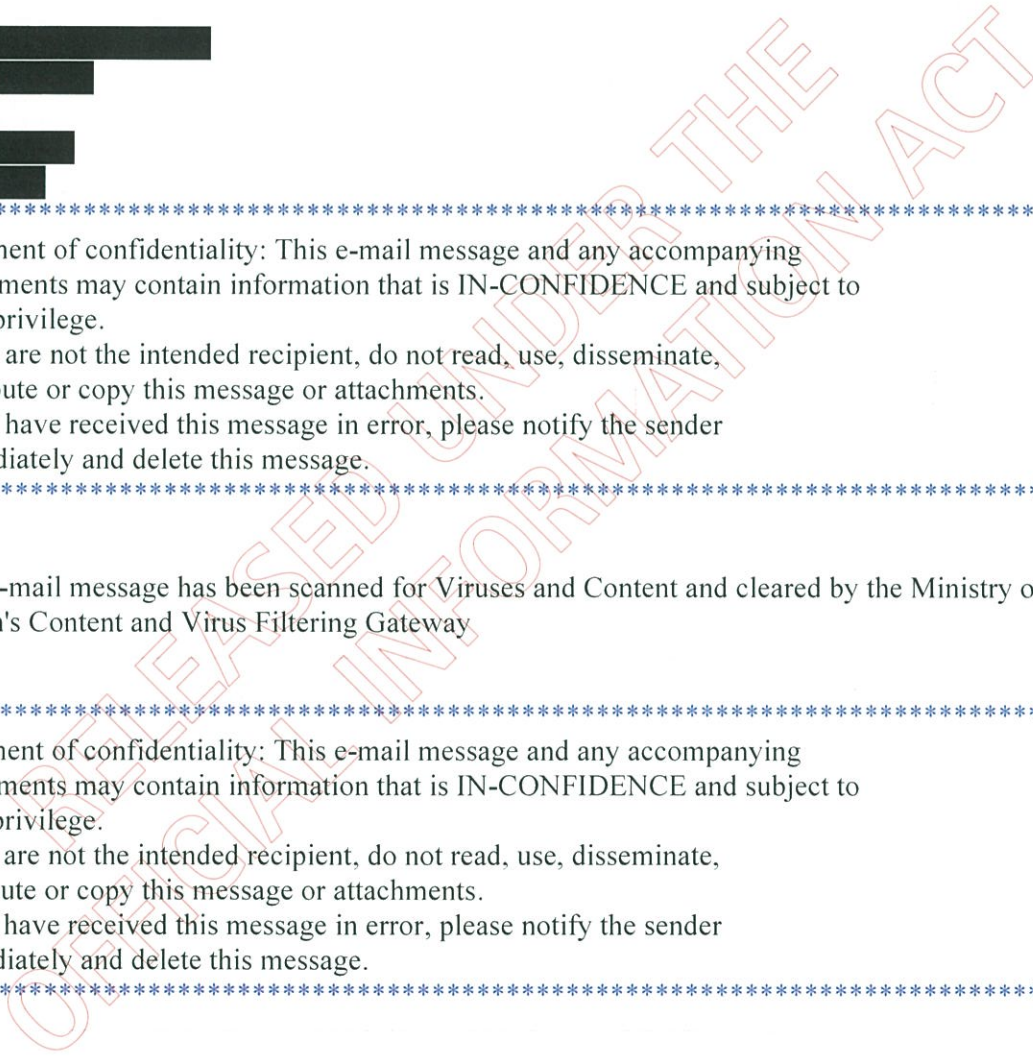 ment of confidentiality: This e-mail message and any accompanying
ments may contain information that is IN-CONFIDENCE and subject to
privilege.
are not the intended recipient, do not read, use, disseminate,
ute or copy this message or attachments.
have received this message in error, please notify the sender
diately and delete this message.
-mail message has been scanned for Viruses and Content and cleared by the Ministry o
's Content and Virus Filtering Gateway
ment of confidentiality: This e-mail message and any accompanying
ments may contain information that is IN-CONFIDENCE and subject to
privilege.
are not the intended recipient, do not read, use, disseminate,
ute or copy this message or attachments.
have received this message in error, please notify the sender
diately and delete this message.
RELEASED UNDER THE
OFFICIAL INFORMATION ACT